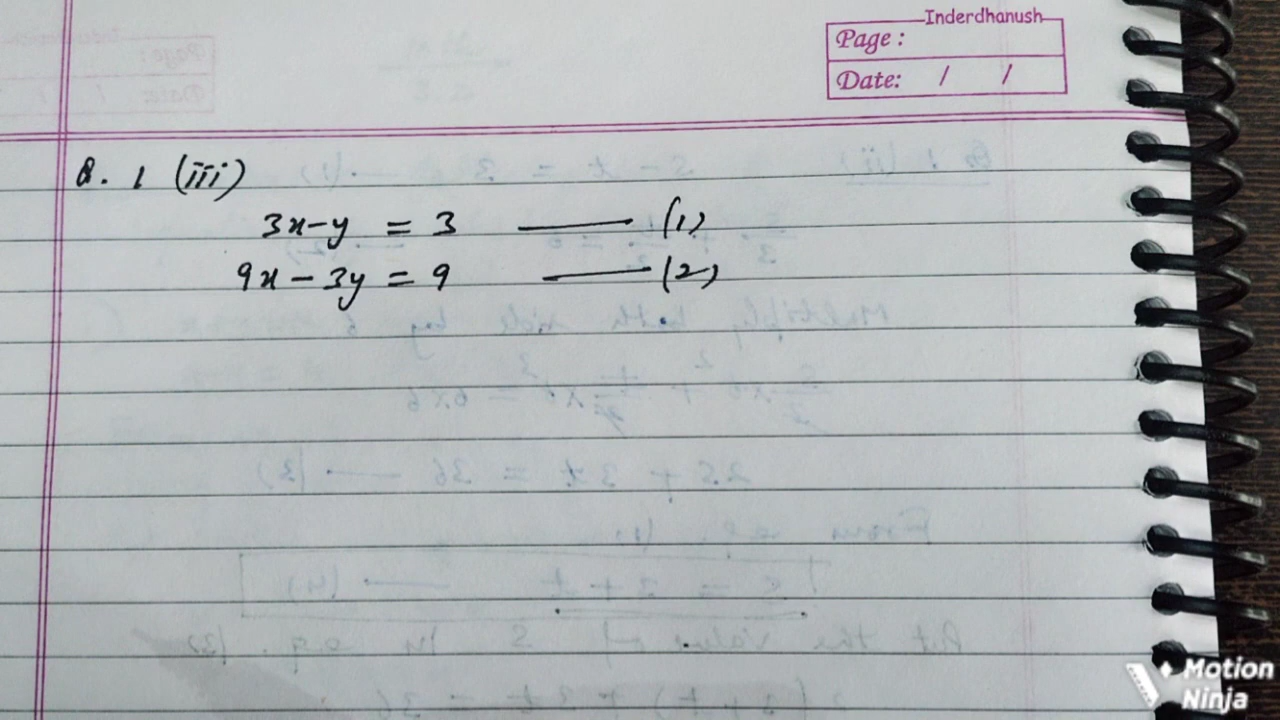 Inderdhanush
Page :
Date: / /
Q. 1 (iii)
3x-y = 3 —— (1)
9x - 3y = 9 —— (2)
Motion
Ninja